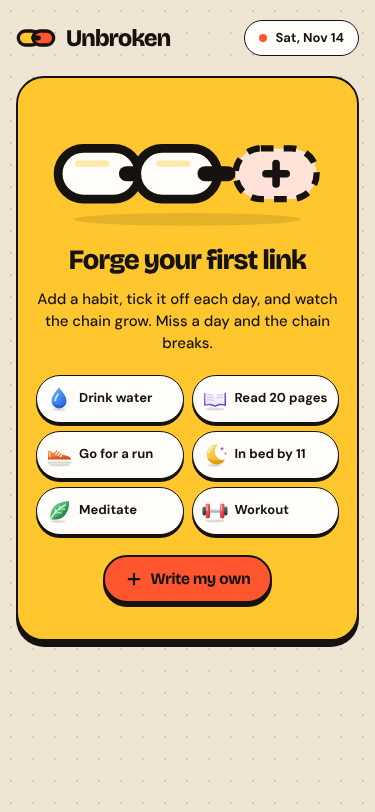 Unbroken
Sat, Nov 14
Forge your first link
Add a habit, tick it off each day, and watch
the chain grow. Miss a day and the chain
breaks.
Drink water
Read 20 pages
Go for a run
In bed by 11
Meditate
Workout
+ Write my own